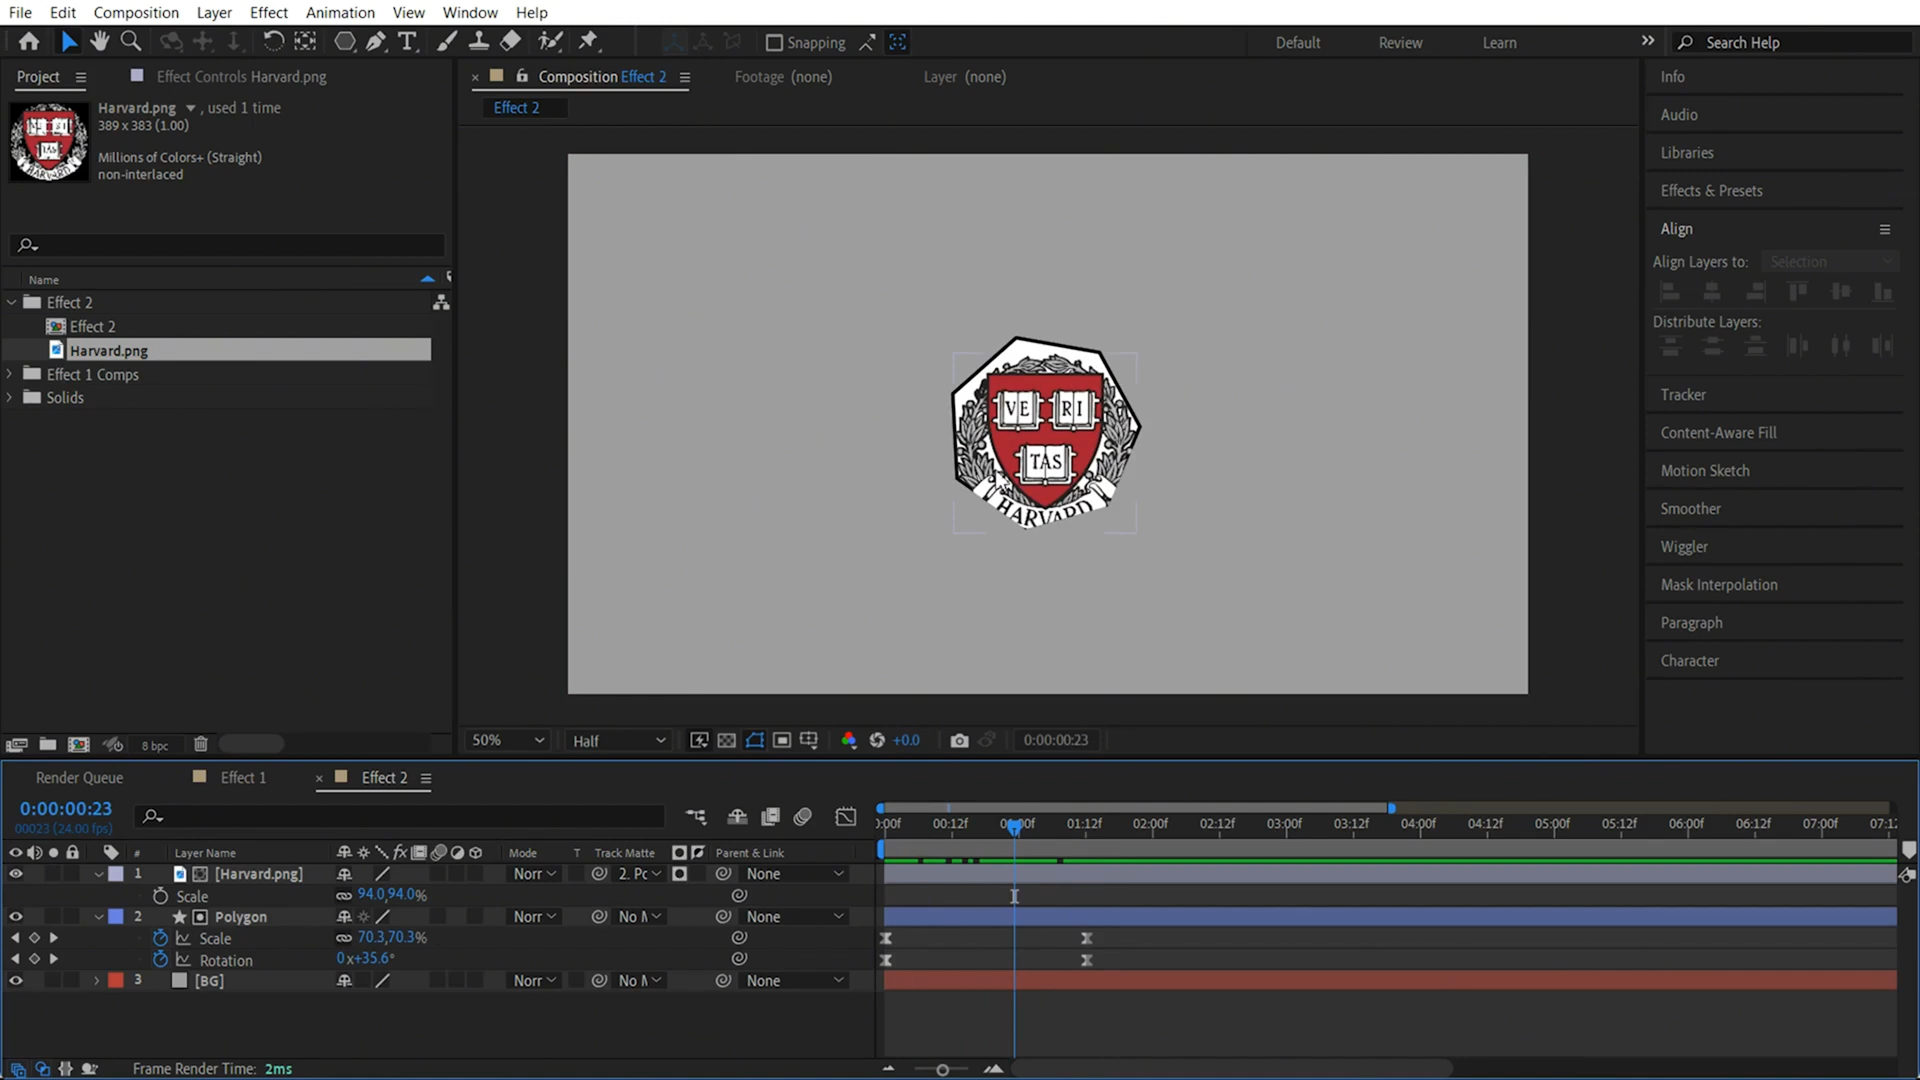 File Edit Composition Layer Effect Animation View Window Help
Snapping Default Review Learn Search Help
Project Effect Controls Harvard.png
Composition Effect 2 Footage (none) Layer (none)
Effect 2
Harvard.png , used 1 time
389 x 383 (1.00)
Millions of Colors+ (Straight)
non-interlaced
Name
Effect 2
Effect 2
Harvard.png
Effect 1 Comps
Solids
VE RI
TAS
HARVARD
Info
Audio
Libraries
Effects & Presets
Align
Align Layers to: Selection
Distribute Layers:
Tracker
Content-Aware Fill
Motion Sketch
Smoother
Wiggler
Mask Interpolation
Paragraph
Character
8 bpc
50% Half +0.0 0:00:00:23
Render Queue Effect 1 Effect 2
0:00:00:23
00023 (24.00 fps)
:00f 00:12f 01:00f 01:12f 02:00f 02:12f 03:00f 03:12f 04:00f 04:12f 05:00f 05:12f 06:00f 06:12f 07:00f 07:12
# Layer Name Mode T Track Matte Parent & Link
1 [Harvard.png] Norr 2. Pc None
Scale 94.0,94.0%
2 Polygon Norr No M None
Scale 70.3,70.3%
Rotation 0x+35.6°
3 [BG] Norr No M None
Frame Render Time: 2ms